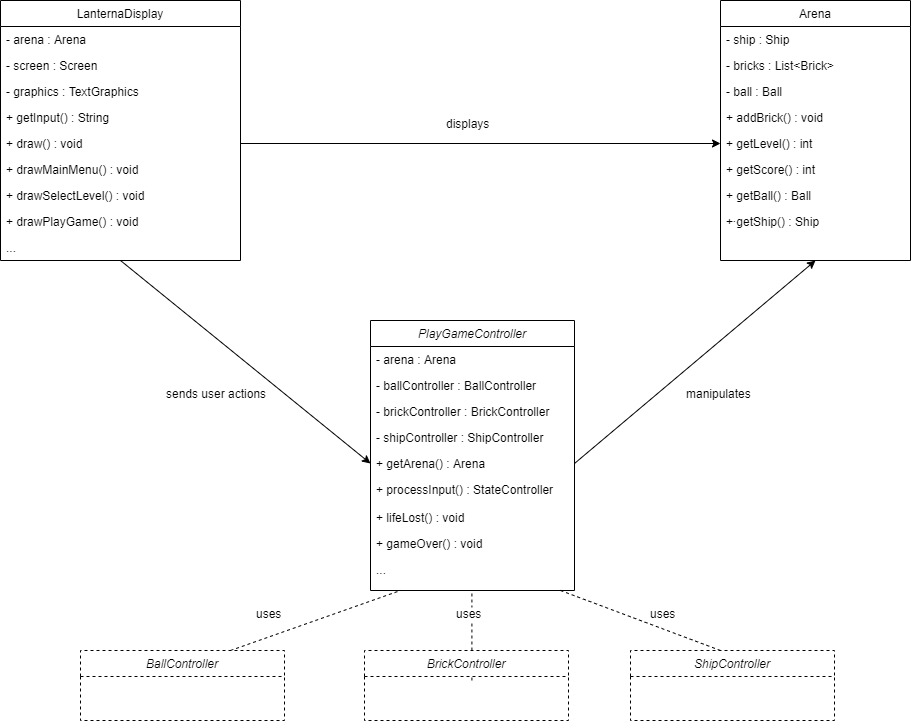 LanternaDisplay
- arena : Arena
- screen : Screen
- graphics : TextGraphics
+ getInput() : String
+ draw() : void
+ drawMainMenu() : void
+ drawSelectLevel() : void
+ drawPlayGame() : void
...
displays
Arena
- ship : Ship
- bricks : List<Brick>
- ball : Ball
+ addBrick() : void
+ getLevel() : int
+ getScore() : int
+ getBall() : Ball
+ getShip() : Ship
sends user actions
PlayGameController
- arena : Arena
- ballController : BallController
- brickController : BrickController
- shipController : ShipController
+ getArena() : Arena
+ processInput() : StateController
+ lifeLost() : void
+ gameOver() : void
...
manipulates
uses
uses
uses
BallController
BrickController
ShipController